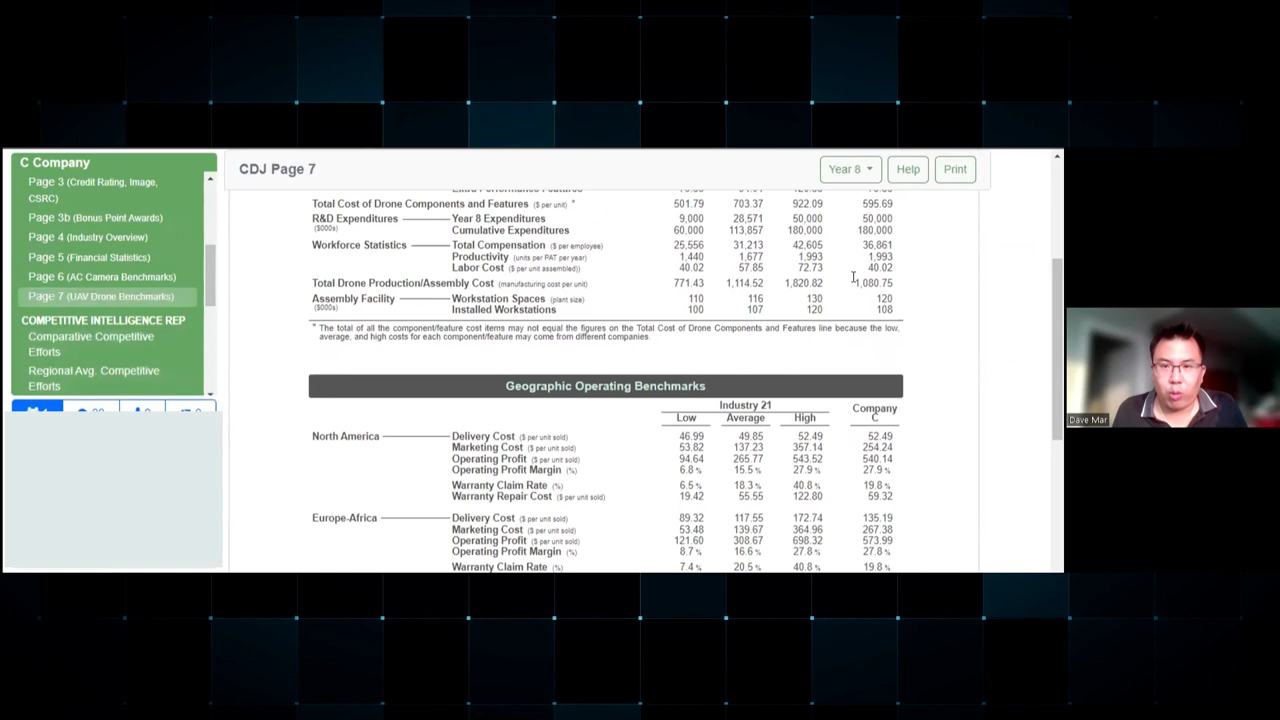 C Company
Page 3 (Credit Rating, Image,
CSRC)
Page 3b (Bonus Point Awards)
Page 4 (Industry Overview)
Page 5 (Financial Statistics)
Page 6 (AC Camera Benchmarks)
Page 7 (UAV Drone Benchmarks)
COMPETITIVE INTELLIGENCE REP
Comparative Competitive
Efforts
Regional Avg. Competitive
Efforts
CDJ Page 7
Year 8
Help
Print
Total Cost of Drone Components and Features ($ per unit) * 501.79 703.37 922.09 595.69
R&D Expenditures Year 8 Expenditures 9,000 28,571 50,000 50,000
($000s) Cumulative Expenditures 60,000 113,857 180,000 180,000
Workforce Statistics Total Compensation ($ per employee) 25,556 31,213 42,605 36,861
Productivity (units per PAT per year) 1,440 1,677 1,993 1,993
Labor Cost ($ per unit assembled)) 40.02 57.85 72.73 40.02
Total Drone Production/Assembly Cost (manufacturing cost per unit) 771.43 1,114.52 1,820.82 1,080.75
Assembly Facility Workstation Spaces (plant size) 110 116 130 120
($000s) Installed Workstations 100 107 120 108
* The total of all the component/feature cost items may not equal the figures on the Total Cost of Drone Components and Features line because the low,
average, and high costs for each component/feature may come from different companies.
Geographic Operating Benchmarks
Industry 21 Company
Low Average High C
North America Delivery Cost ($ per unit sold) 46.99 49.85 52.49 52.49
Marketing Cost ($ per unit sold) 53.82 137.23 357.14 254.24
Operating Profit ($ per unit sold) 94.64 265.77 543.52 540.14
Operating Profit Margin (%) 6.8 % 15.5 % 27.9 % 27.9 %
Warranty Claim Rate (%) 6.5 % 18.3 % 40.8 % 19.8 %
Warranty Repair Cost ($ per unit sold) 19.42 55.55 122.80 59.32
Europe-Africa Delivery Cost ($ per unit sold) 89.32 117.55 172.74 135.19
Marketing Cost ($ per unit sold) 53.48 139.67 364.96 267.38
Operating Profit ($ per unit sold) 121.60 308.67 698.32 573.99
Operating Profit Margin (%) 8.7 % 16.6 % 27.8 % 27.8 %
Warranty Claim Rate (%) 7.4 % 20.5 % 40.8 % 19.8 %
Dave Mar